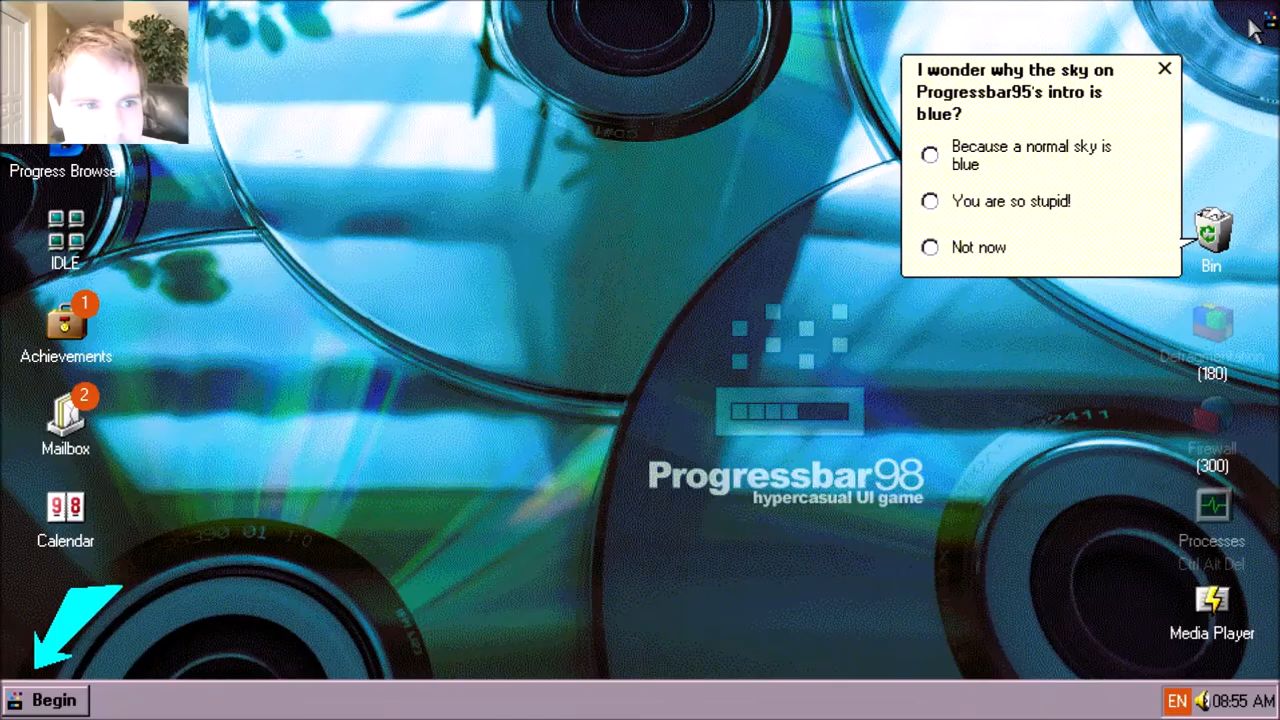 I wonder why the sky on
Progressbar95's intro is
blue?
Because a normal sky is
blue
You are so stupid!
Not now
Progress Browser
IDLE
1
Achievements
2
Mailbox
98
Calendar
Bin
Defragmentation
(180)
Firewall
(300)
Processes
Ctrl Alt Del
Media Player
Progressbar98
hypercasual UI game
Begin
EN
08:55 AM